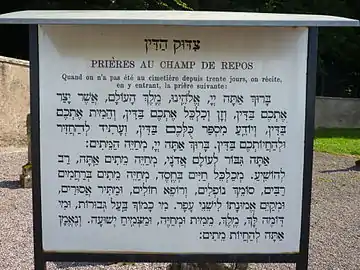 צִדּוּק הַדִּין
PRIÈRES AU CHAMP DE REPOS
Quand on n'a pas été au cimetière depuis trente jours, on récite,
en y entrant, la prière suivante:
בָּרוּךְ אַתָּה יְיָ, אֱלֹהֵינוּ, מֶלֶךְ הָעוֹלָם, אֲשֶׁר יָצַר
אֶתְכֶם בַּדִּין, וְזָן וְכִלְכֵּל אֶתְכֶם בַּדִּין, וְהֵמִית אֶתְכֶם
בַּדִּין, וְיוֹדֵעַ מִסְפַּר כֻּלְּכֶם בַּדִּין, וְעָתִיד לְהַחֲזִיר
וּלְהַחֲיוֹתְכֶם בַּדִּין. בָּרוּךְ אַתָּה יְיָ, מְחַיֵּה הַמֵּתִים:
אַתָּה גִּבּוֹר לְעוֹלָם אֲדֹנָי, מְחַיֵּה מֵתִים אַתָּה, רַב
לְהוֹשִׁיעַ. מְכַלְכֵּל חַיִּים בְּחֶסֶד, מְחַיֵּה מֵתִים בְּרַחֲמִים
רַבִּים, סוֹמֵךְ נוֹפְלִים, וְרוֹפֵא חוֹלִים, וּמַתִּיר אֲסוּרִים,
וּמְקַיֵּם אֱמוּנָתוֹ לִישֵׁנֵי עָפָר. מִי כָמוֹךָ בַּעַל גְּבוּרוֹת, וּמִי
דּוֹמֶה לָּךְ, מֶלֶךְ, מֵמִית וּמְחַיֶּה, וּמַצְמִיחַ יְשׁוּעָה. וְנֶאֱמָן
אַתָּה לְהַחֲיוֹת מֵתִים: